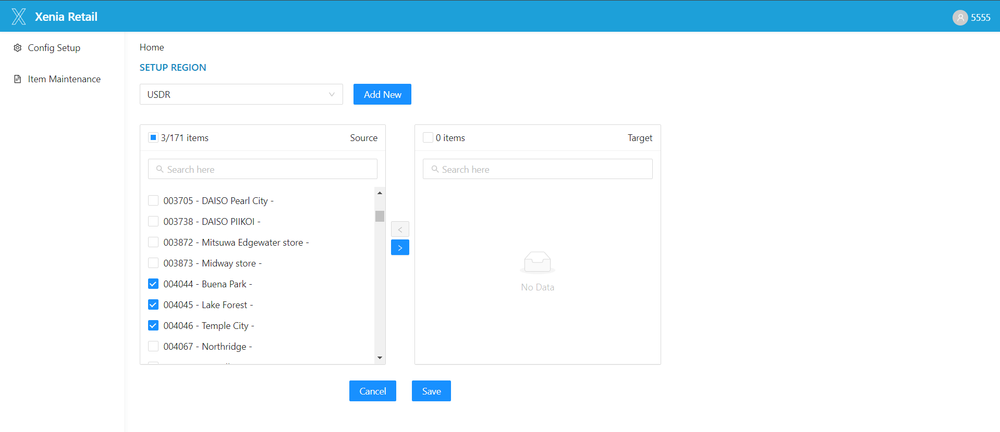 Xenia Retail
5555
Config Setup
Item Maintenance
Home
SETUP REGION
USDR
Add New
3/171 items
Source
Search here
003705 - DAISO Pearl City -
003738 - DAISO PIIKOI -
003872 - Mitsuwa Edgewater store -
003873 - Midway store -
004044 - Buena Park -
004045 - Lake Forest -
004046 - Temple City -
004067 - Northridge -
<
>
0 items
Target
Search here
No Data
Cancel
Save